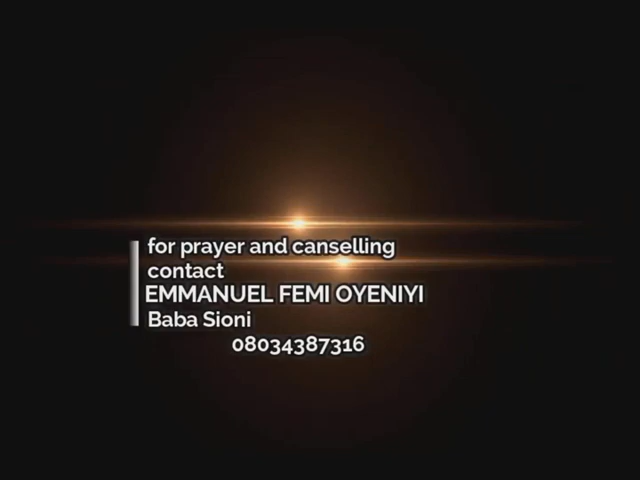 for prayer and canselling
contact
EMMANUEL FEMI OYENIYI
Baba Sioni
08034387316